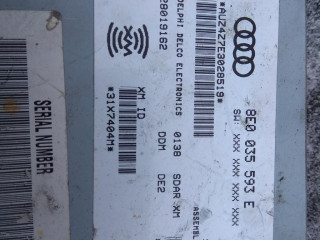 *AUZ4Z7E3028519*
8E0 035 593 E
SW: XXX XXX XXX XXX
DELPHI DELCO ELECTRONICS
28019162
0138 SDAR XM
DDM DE2
XM ID
*31X7404M*
SERIAL NUMBER